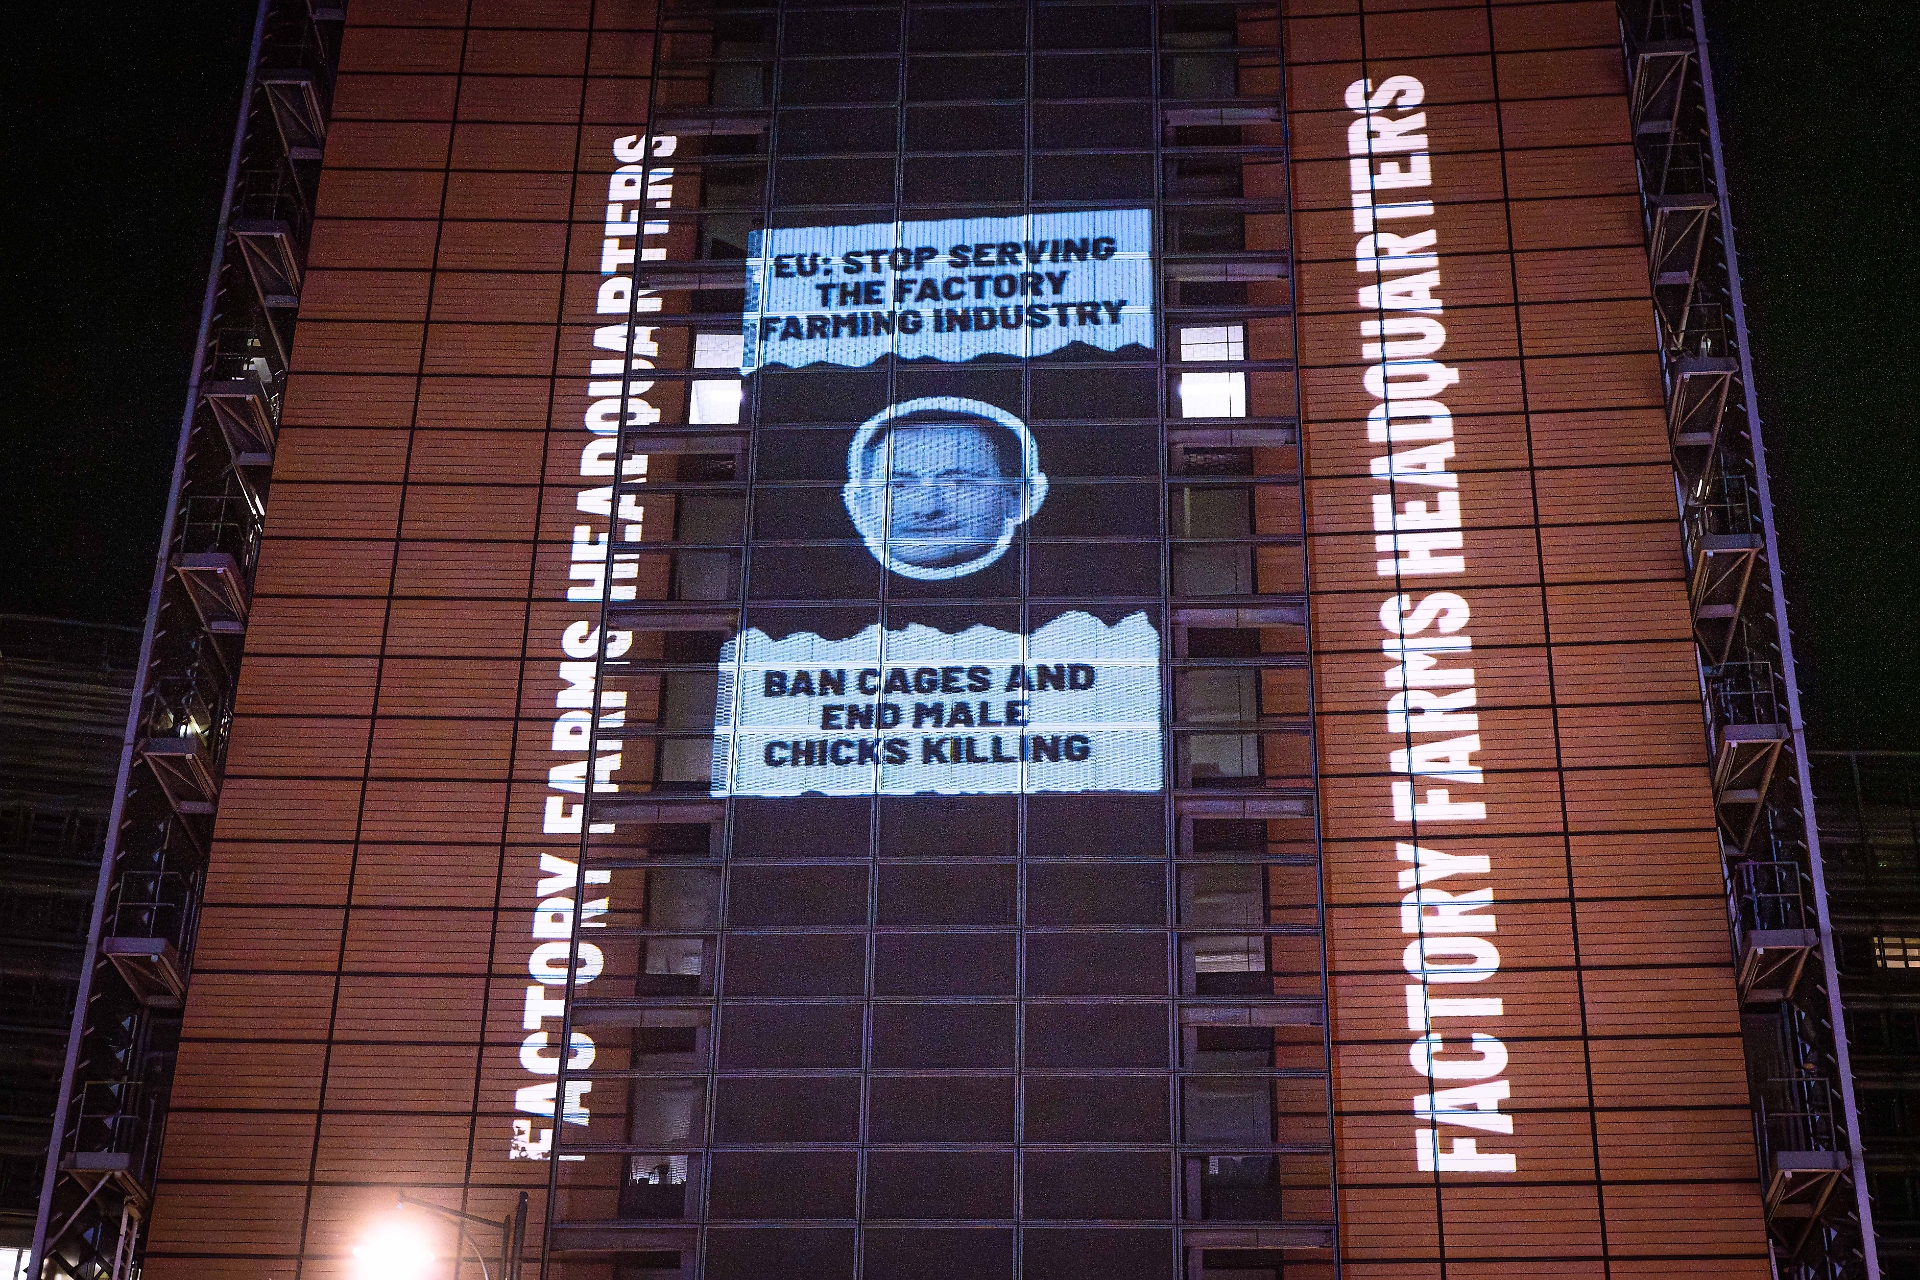 FACTORY FARMS HEADQUARTERS
EU: STOP SERVING
THE FACTORY
FARMING INDUSTRY
BAN CAGES AND
END MALE
CHICKS KILLING
FACTORY FARMS HEADQUARTERS